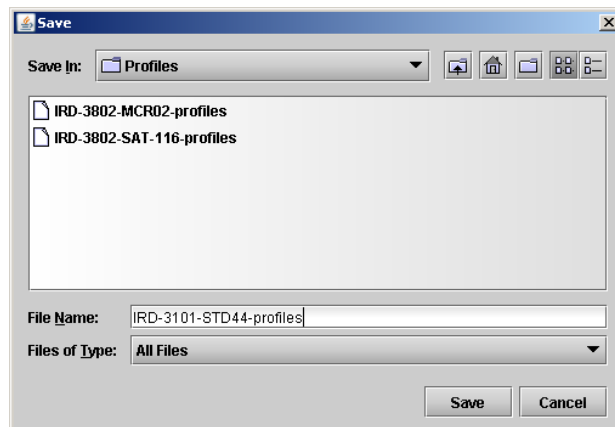 Save
Save In: Profiles
IRD-3802-MCR02-profiles
IRD-3802-SAT-116-profiles
File Name: IRD-3101-STD44-profiles
Files of Type: All Files
Save Cancel